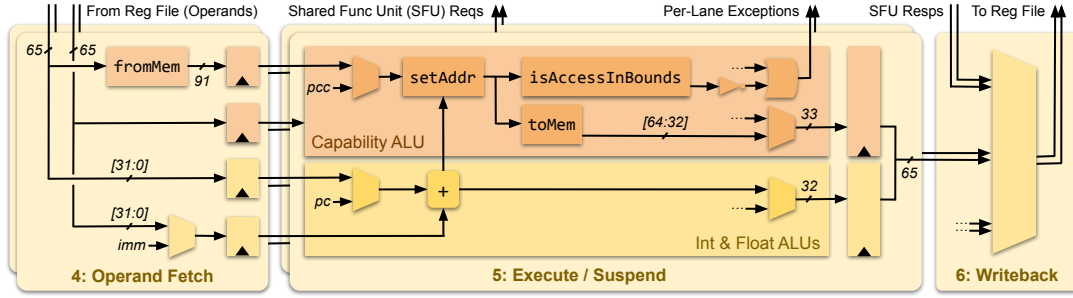 From Reg File (Operands)
Shared Func Unit (SFU) Reqs
Per-Lane Exceptions
SFU Resps
To Reg File
65
65
fromMem
91
pcc
setAddr
isAccessInBounds
....
toMem
[64:32]
....
33
Capability ALU
65
[31:0]
pc
+
32
....
[31:0]
imm
....
Int & Float ALUs
4: Operand Fetch
5: Execute / Suspend
6: Writeback